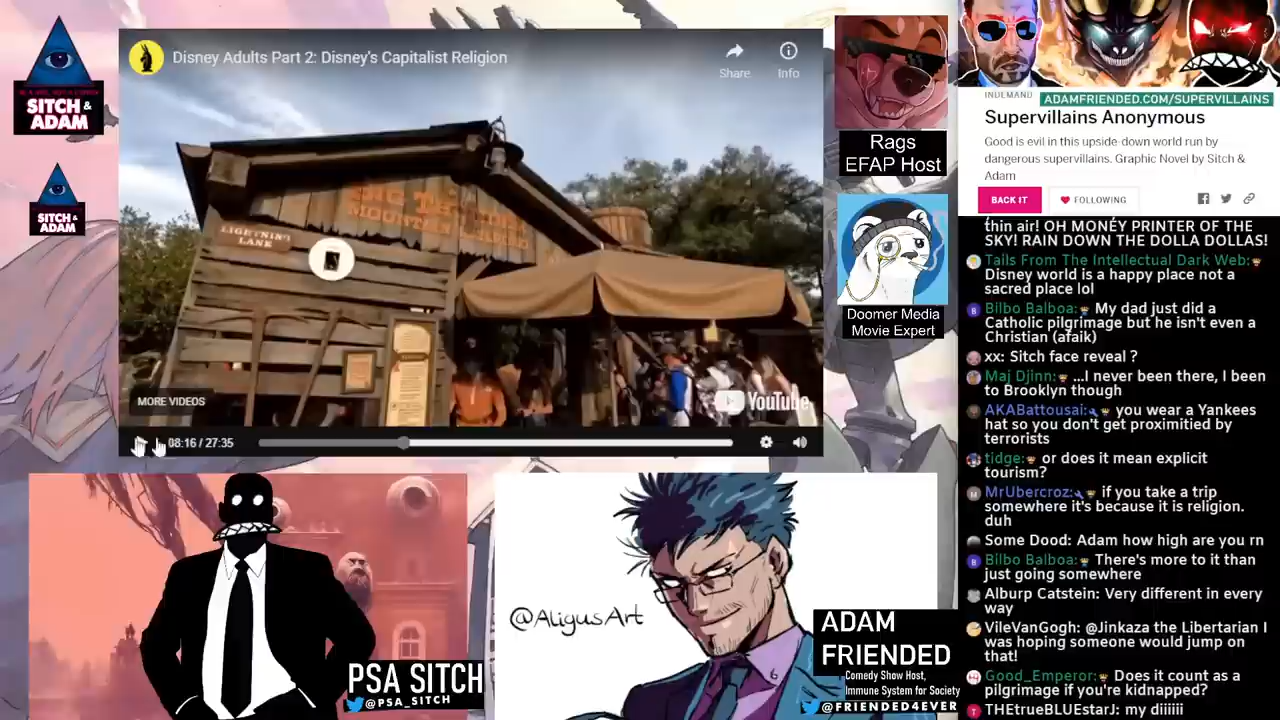 SITCH &
ADAM
SITCH &
ADAM
Disney Adults Part 2: Disney's Capitalist Religion
Share
Info
LIGHTNING
LANE
BIG THUNDER
MOUNTAIN RAILROAD
MORE VIDEOS
YouTube
08:16 / 27:35
Rags
EFAP Host
Doomer Media
Movie Expert
INDEMAND
ADAMFRIENDED.COM/SUPERVILLAINS
Supervillains Anonymous
Good is evil in this upside-down world run by
dangerous supervillains. Graphic Novel by Sitch &
Adam
BACK IT
FOLLOWING
thin air! OH MONEY PRINTER OF THE
SKY! RAIN DOWN THE DOLLA DOLLAS!
Tails From The Intellectual Dark Web:
Disney world is a happy place not a
sacred place lol
Bilbo Balboa: My dad just did a
Catholic pilgrimage but he isn't even a
Christian (afaik)
xx: Sitch face reveal ?
Maj Djinn: ...I never been there, I been
to Brooklyn though
AKABattousai: you wear a Yankees
hat so you don't get proximitied by
terrorists
tidge: or does it mean explicit
tourism?
MrUbercroz: if you take a trip
somewhere it's because it is religion.
duh
Some Dood: Adam how high are you rn
Bilbo Balboa: There's more to it than
just going somewhere
Alburp Catstein: Very different in every
way
VileVanGogh: @Jinkaza the Libertarian I
was hoping someone would jump on
that!
Good_Emperor: Does it count as a
pilgrimage if you're kidnapped?
THEtrueBLUEstarJ: my diiiiii
PSA SITCH
@PSA_SITCH
@AligusArt
ADAM
FRIENDED
Comedy Show Host,
Immune System for Society
@FRIENDED4EVER